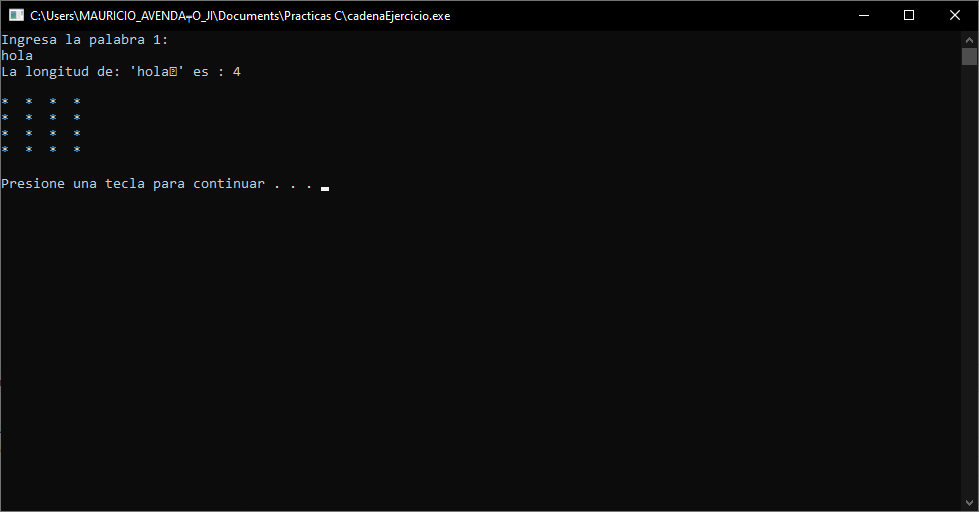 C:\Users\MAURICIO_AVENDA╤O_JI\Documents\Practicas C\cadenaEjercicio.exe
Ingresa la palabra 1:
hola
La longitud de: 'hola⍰' es : 4
* * * *
* * * *
* * * *
* * * *
Presione una tecla para continuar . . .